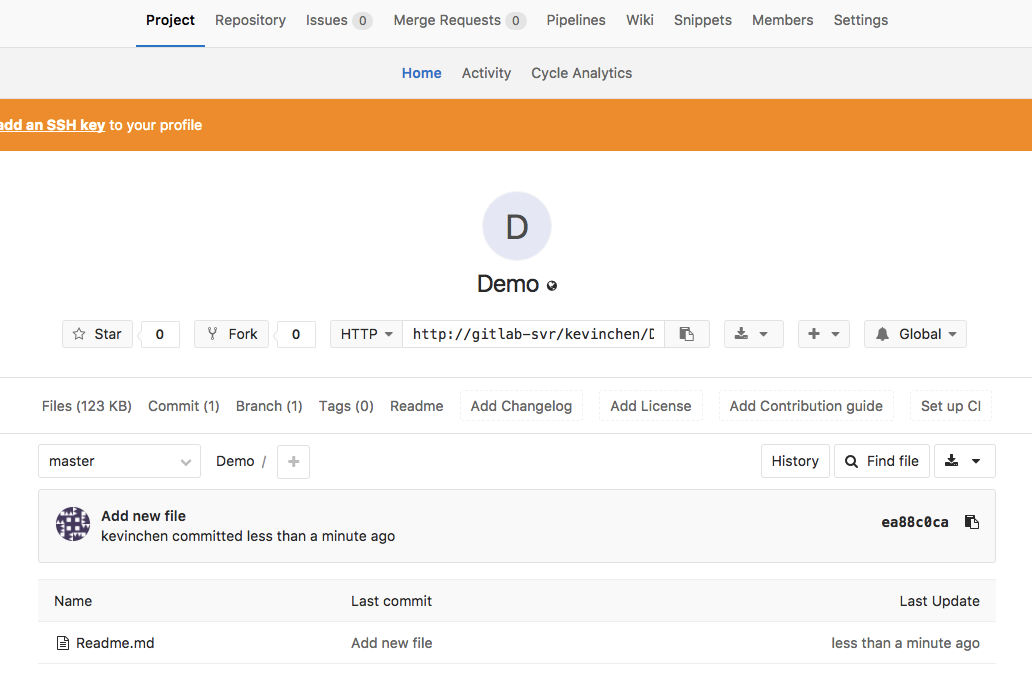 Project Repository Issues 0 Merge Requests 0 Pipelines Wiki Snippets Members Settings
Home Activity Cycle Analytics
add an SSH key to your profile
D
Demo
Star 0 Fork 0 HTTP http://gitlab-svr/kevinchen/D Global
Files (123 KB) Commit (1) Branch (1) Tags (0) Readme Add Changelog Add License Add Contribution guide Set up CI
master Demo / + History Find file
Add new file
kevinchen committed less than a minute ago
ea88c0ca
Name Last commit Last Update
Readme.md Add new file less than a minute ago